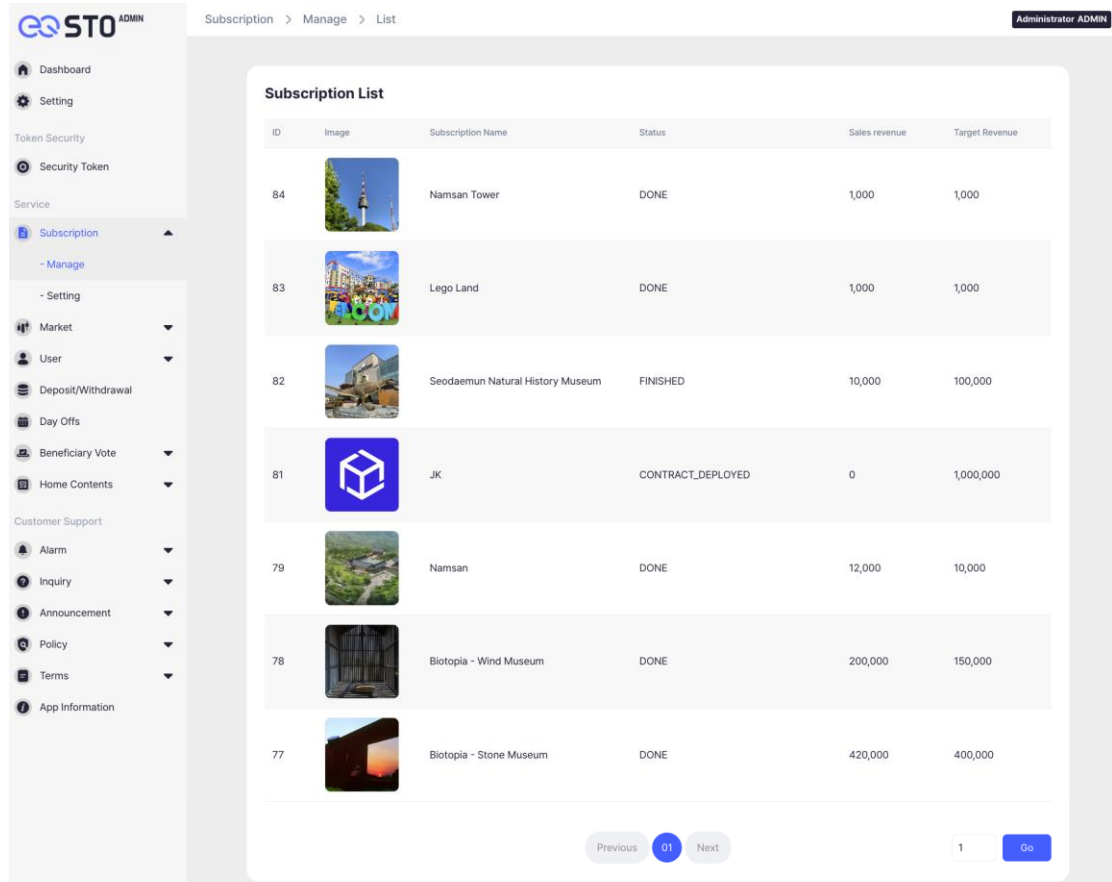 eQ STO ADMIN
Subscription > Manage > List
Administrator ADMIN
Dashboard
Setting
Token Security
Security Token
Service
Subscription
- Manage
- Setting
Market
User
Deposit/Withdrawal
Day Offs
Beneficiary Vote
Home Contents
Customer Support
Alarm
Inquiry
Announcement
Policy
Terms
App Information
Subscription List
ID Image Subscription Name Status Sales revenue Target Revenue
84 Namsan Tower DONE 1,000 1,000
83 Lego Land DONE 1,000 1,000
82 Seodaemun Natural History Museum FINISHED 10,000 100,000
81 JK CONTRACT_DEPLOYED 0 1,000,000
79 Namsan DONE 12,000 10,000
78 Biotopia - Wind Museum DONE 200,000 150,000
77 Biotopia - Stone Museum DONE 420,000 400,000
Previous 01 Next 1 Go